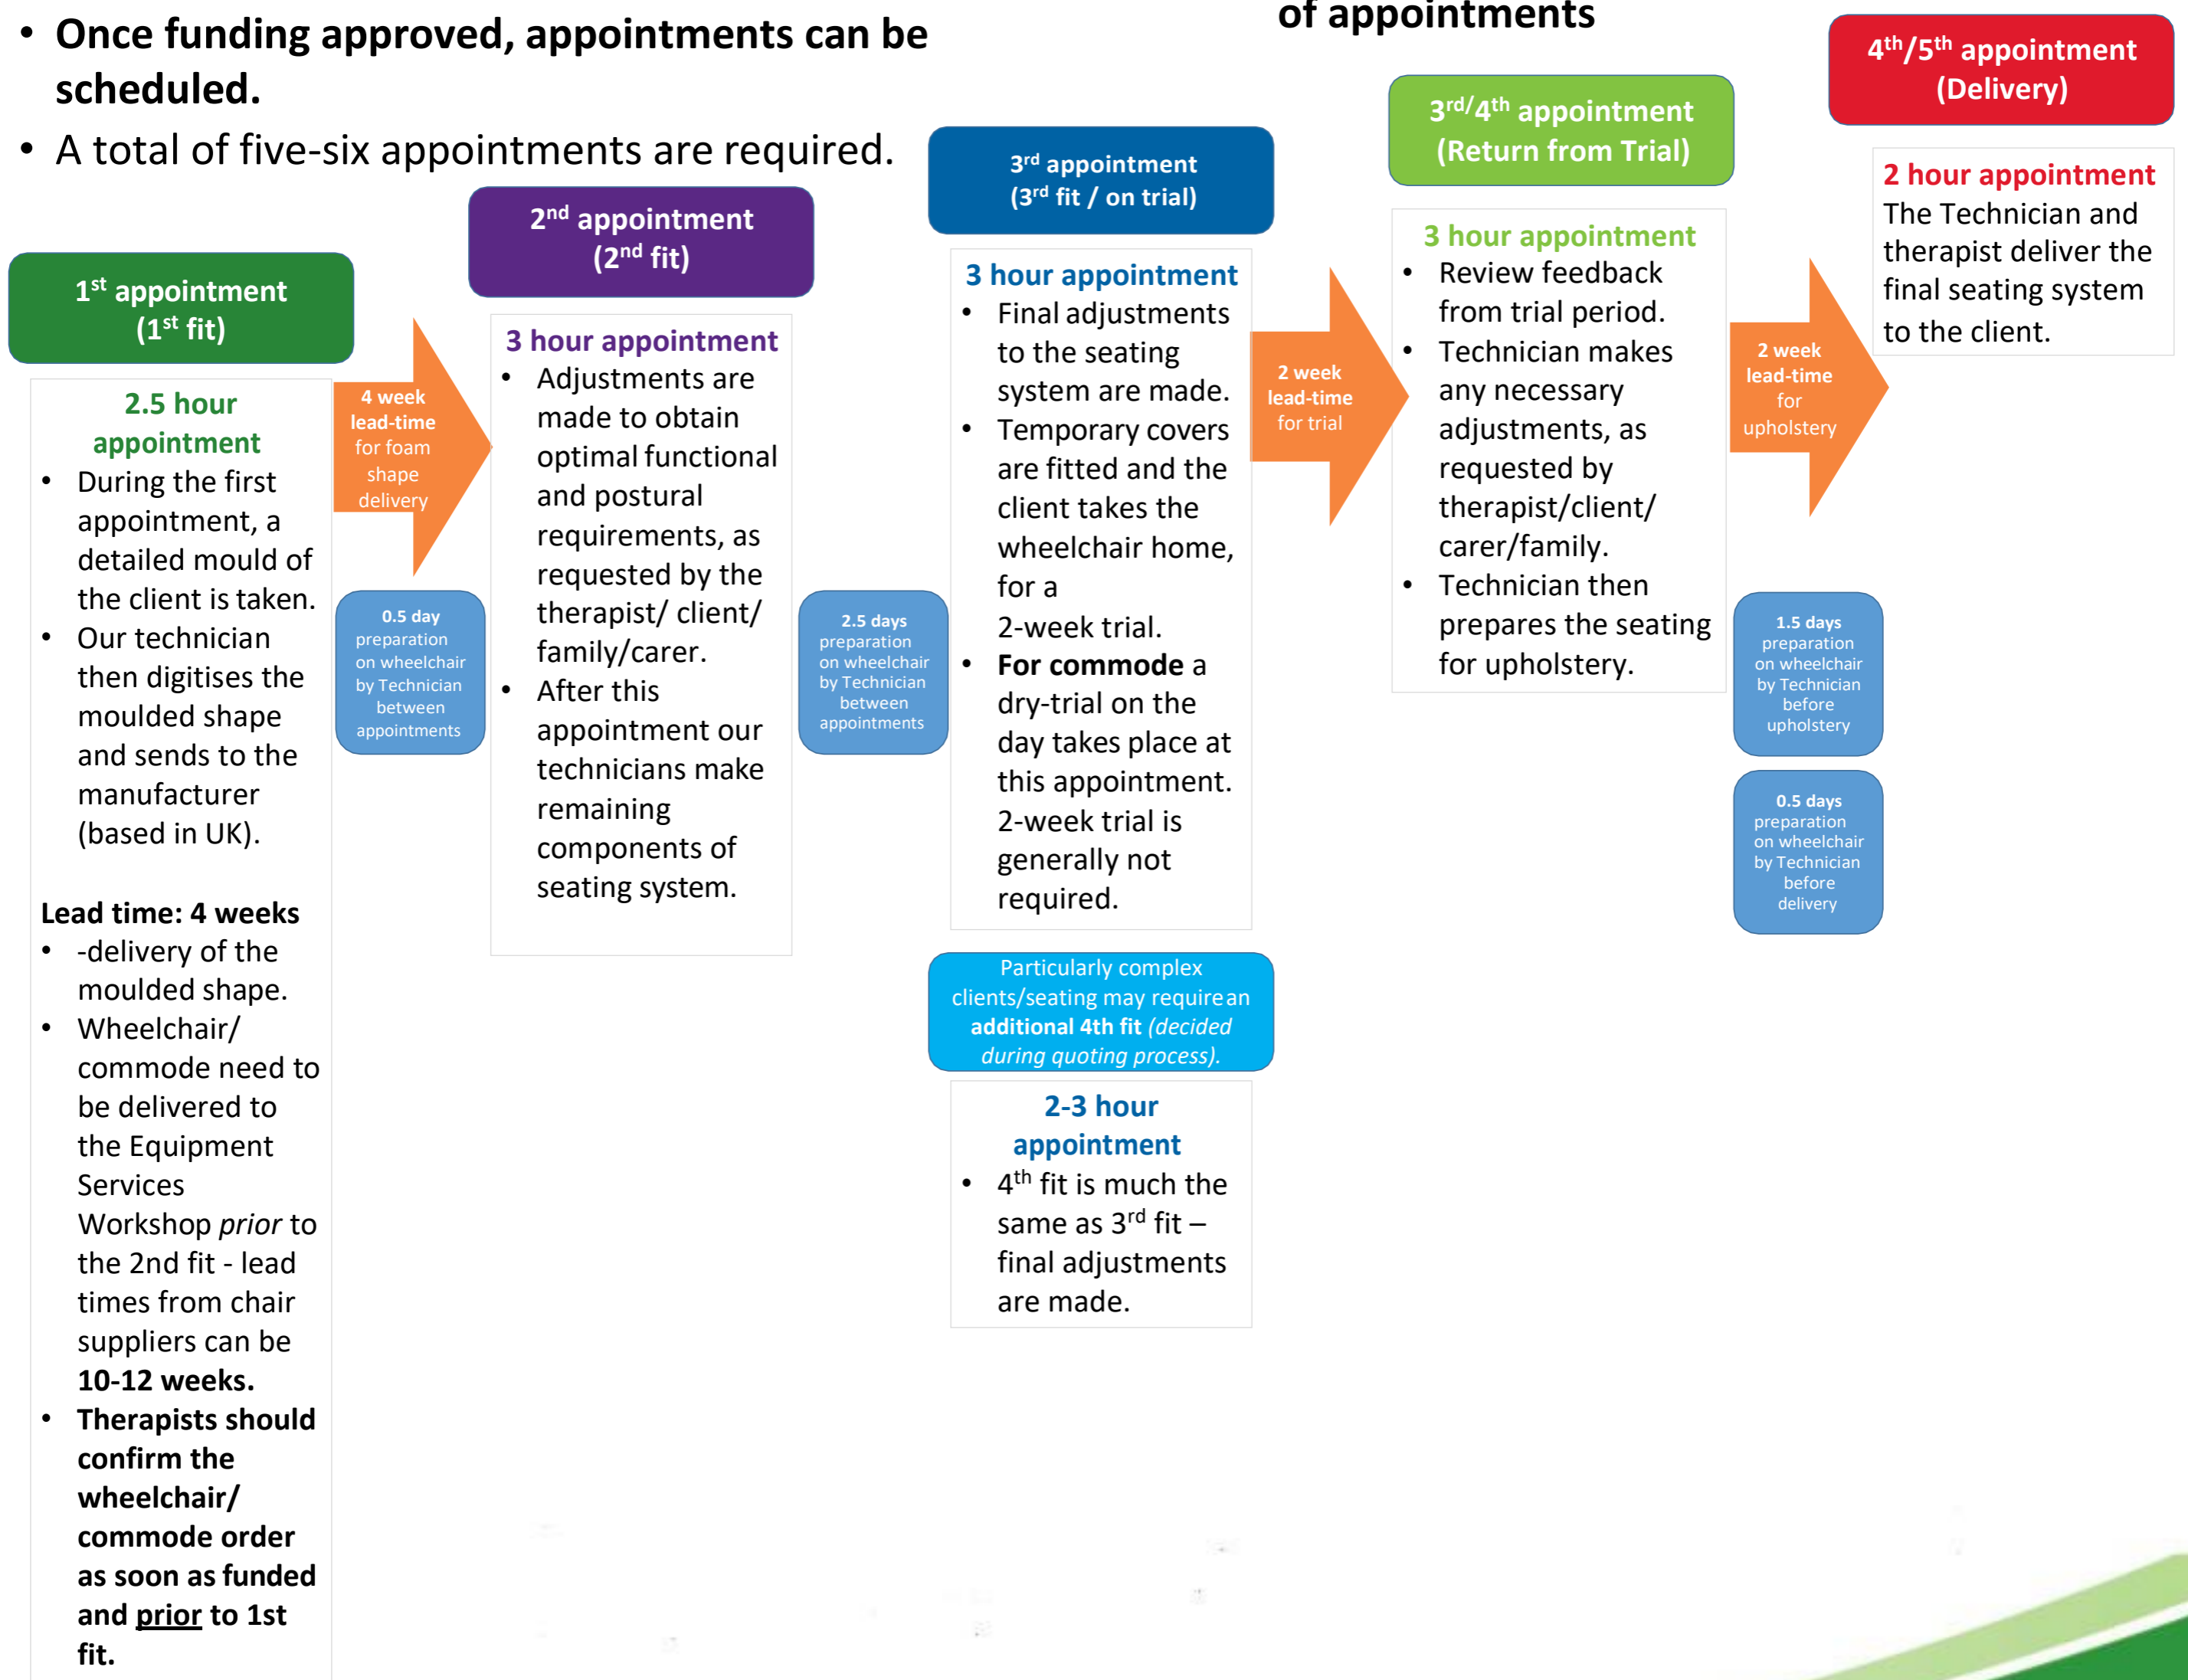 of appointments
• Once funding approved, appointments can be
scheduled.
• A total of five-six appointments are required.
1st appointment
(1st fit)
2.5 hour
appointment
• During the first
appointment, a
detailed mould of
the client is taken.
• Our technician
then digitises the
moulded shape
and sends to the
manufacturer
(based in UK).
Lead time: 4 weeks
• -delivery of the
moulded shape.
• Wheelchair/
commode need to
be delivered to
the Equipment
Services
Workshop prior to
the 2nd fit - lead
times from chair
suppliers can be
10-12 weeks.
• Therapists should
confirm the
wheelchair/
commode order
as soon as funded
and prior to 1st
fit.
4 week
lead-time
for foam
shape
delivery
0.5 day
preparation
on wheelchair
by Technician
between
appointments
2nd appointment
(2nd fit)
3 hour appointment
• Adjustments are
made to obtain
optimal functional
and postural
requirements, as
requested by the
therapist/ client/
family/carer.
• After this
appointment our
technicians make
remaining
components of
seating system.
2.5 days
preparation
on wheelchair
by Technician
between
appointments
3rd appointment
(3rd fit / on trial)
3 hour appointment
• Final adjustments
to the seating
system are made.
• Temporary covers
are fitted and the
client takes the
wheelchair home,
for a
2-week trial.
• For commode a
dry-trial on the
day takes place at
this appointment.
2-week trial is
generally not
required.
Particularly complex
clients/seating may require an
additional 4th fit (decided
during quoting process).
2-3 hour
appointment
• 4th fit is much the
same as 3rd fit –
final adjustments
are made.
2 week
lead-time
for trial
3rd/4th appointment
(Return from Trial)
3 hour appointment
• Review feedback
from trial period.
• Technician makes
any necessary
adjustments, as
requested by
therapist/client/
carer/family.
• Technician then
prepares the seating
for upholstery.
2 week
lead-time
for
upholstery
1.5 days
preparation
on wheelchair
by Technician
before
upholstery
0.5 days
preparation
on wheelchair
by Technician
before
delivery
4th/5th appointment
(Delivery)
2 hour appointment
The Technician and
therapist deliver the
final seating system
to the client.